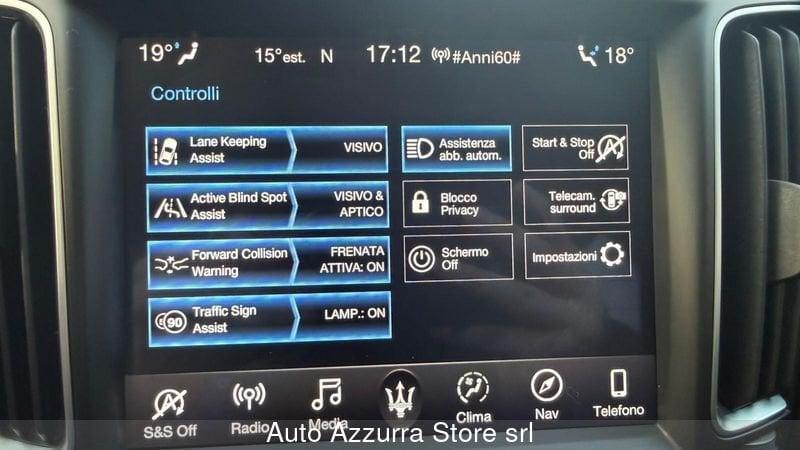 19° 15°est. N 17:12 #Anni60# 18°
Controlli
Lane Keeping
Assist
VISIVO
Active Blind Spot
Assist
VISIVO &
APTICO
Forward Collision
Warning
FRENATA
ATTIVA: ON
90
Traffic Sign
Assist
LAMP.: ON
Assistenza
abb. autom.
Blocco
Privacy
Schermo
Off
Start & Stop
Off
Telecam.
surround
Impostazioni
S&S Off
Radio
Media
Clima
Nav
Telefono
Auto Azzurra Store srl